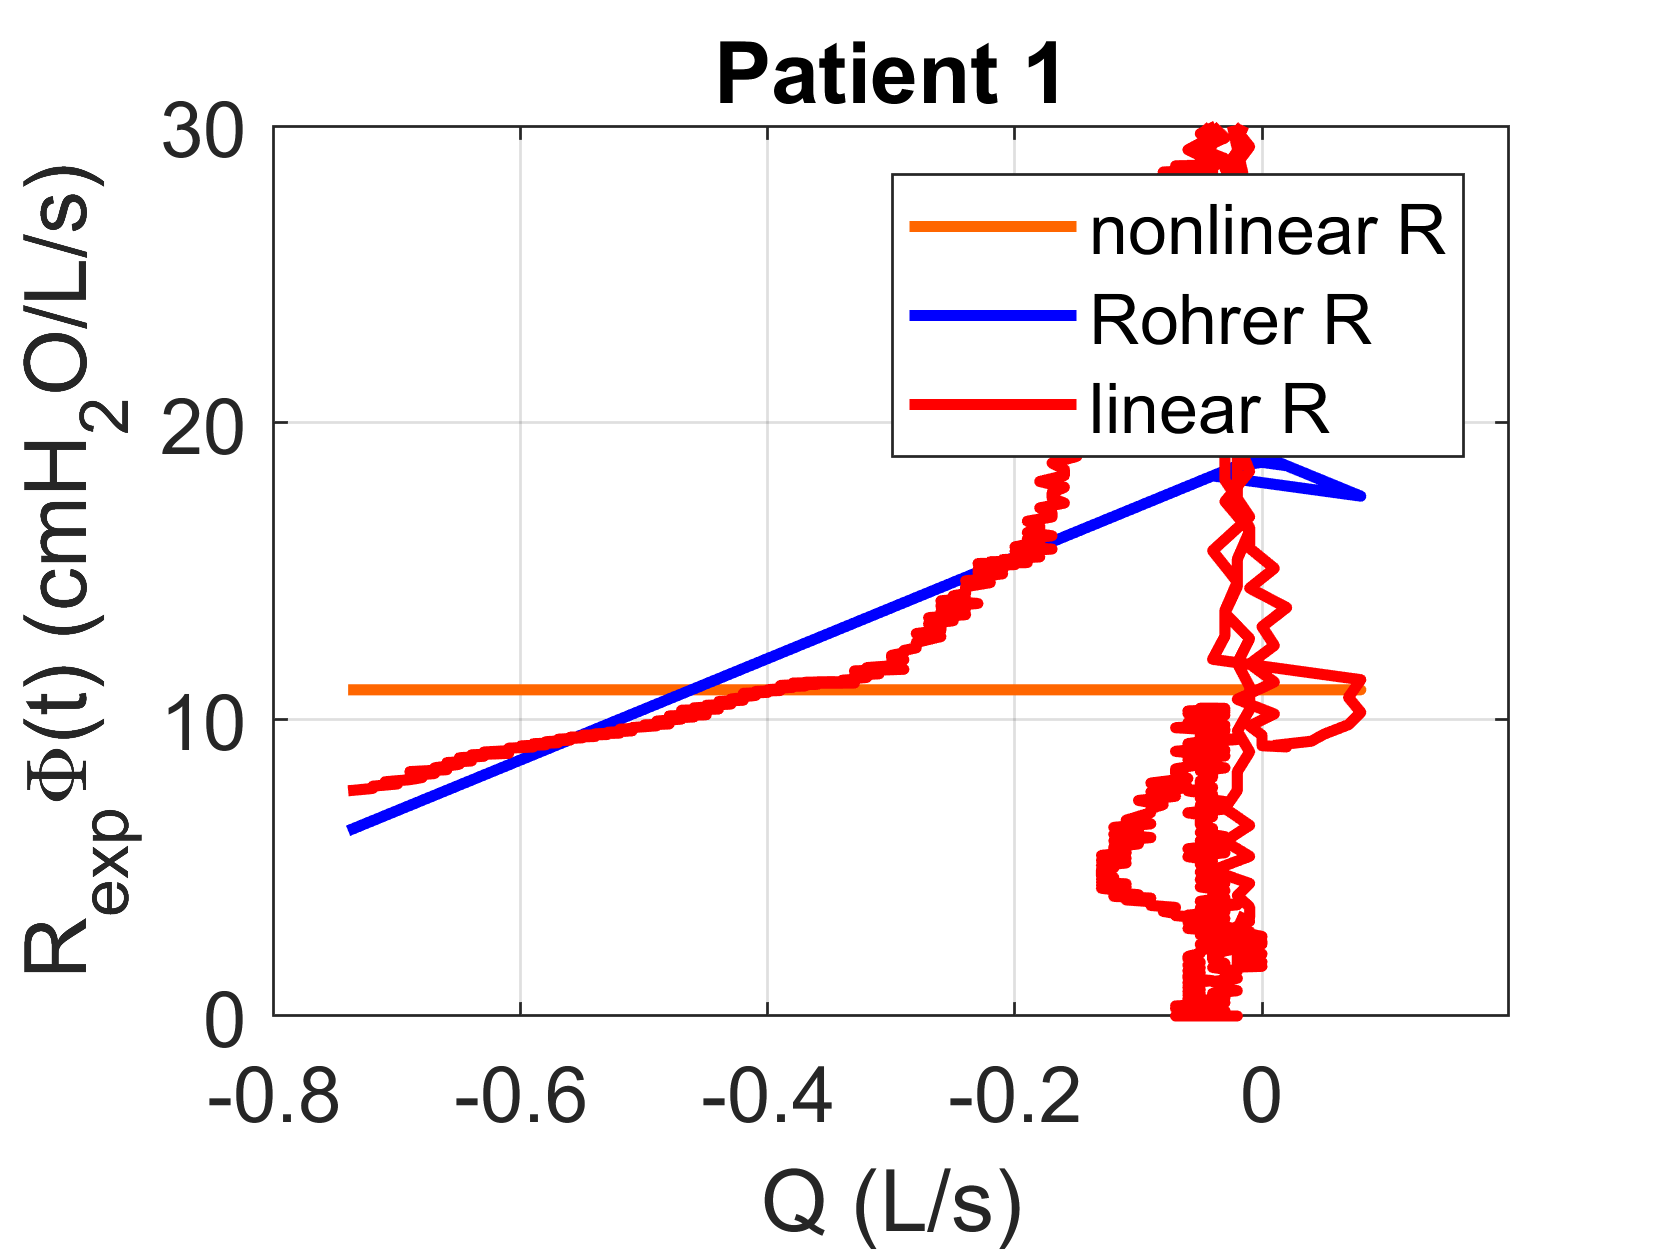 Patient 1
R_exp Φ(t) (cmH_2O/L/s)
30
20
10
0
nonlinear R
Rohrer R
linear R
-0.8 -0.6 -0.4 -0.2 0
Q (L/s)